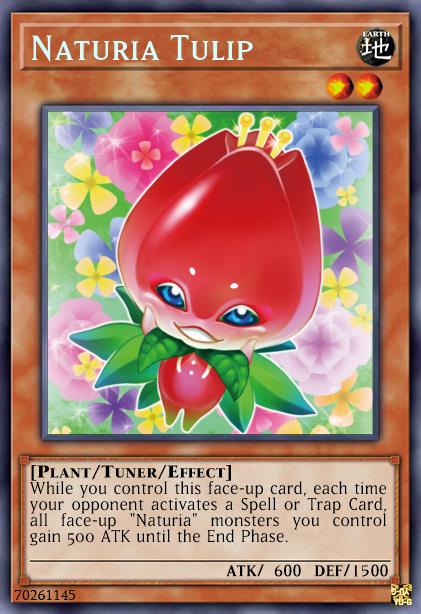 Naturia Tulip
EARTH
地
[Plant/Tuner/Effect]
While you control this face-up card, each time
your opponent activates a Spell or Trap Card,
all face-up "Naturia" monsters you control
gain 500 ATK until the End Phase.
ATK/ 600 DEF/1500
70261145